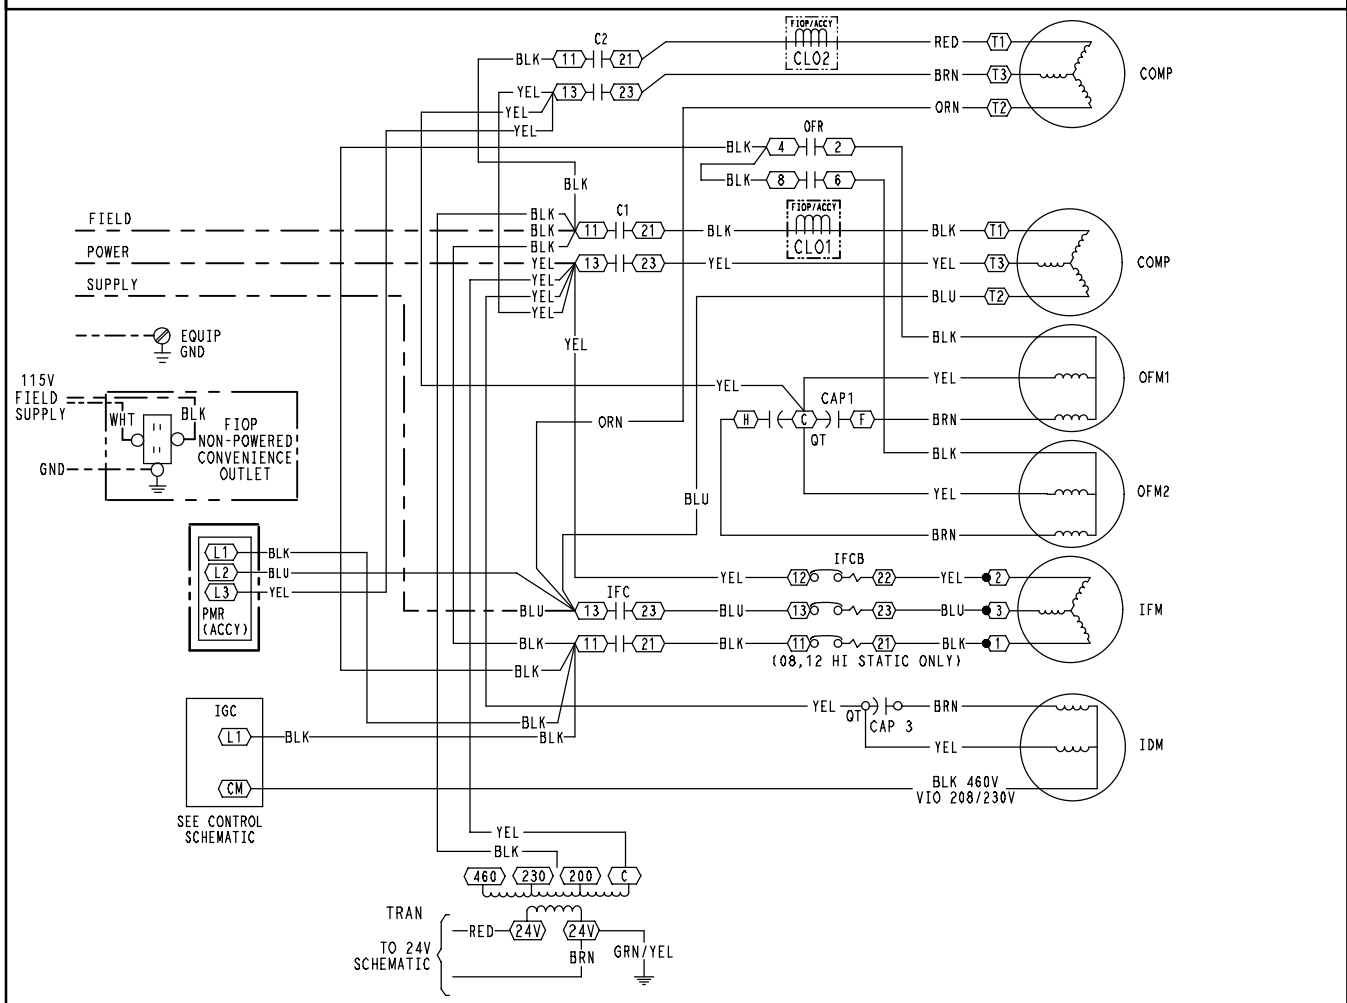 C2
FIOP/ACCY
CLO2
BLK 11 21
RED T1
YEL 13 23
BRN T3
COMP
YEL
ORN T2
YEL
OFR
BLK 4 2
BLK 8 6
BLK
FIELD
BLK
C1
FIOP/ACCY
BLK 11 21 BLK
CLO1
BLK T1
BLK
POWER
YEL 13 23 YEL
YEL T3
COMP
YEL
SUPPLY
YEL
BLU T2
YEL
EQUIP
GND
YEL
BLK
115V
FIELD
SUPPLY
WHT
BLK
FIOP
NON-POWERED
CONVENIENCE
OUTLET
GND
YEL
YEL
OFM1
CAP1
ORN
H C F
QT
BRN
BLK
BLU
YEL
OFM2
BRN
L1 BLK
L2 BLU
L3 YEL
PMR
(ACCY)
IFCB
YEL 12 22 YEL 2
IFC
BLU 13 23 BLU 13 23 BLU 3
IFM
BLK 11 21 BLK 11 21 BLK 1
(08,12 HI STATIC ONLY)
BLK
IGC
YEL
QT
CAP 3
BRN
BLK
L1 BLK
BLK
YEL
IDM
CM
BLK 460V
VIO 208/230V
SEE CONTROL
SCHEMATIC
YEL
BLK
460 230 200 C
TRAN
RED 24V 24V
TO 24V
SCHEMATIC
BRN
GRN/YEL